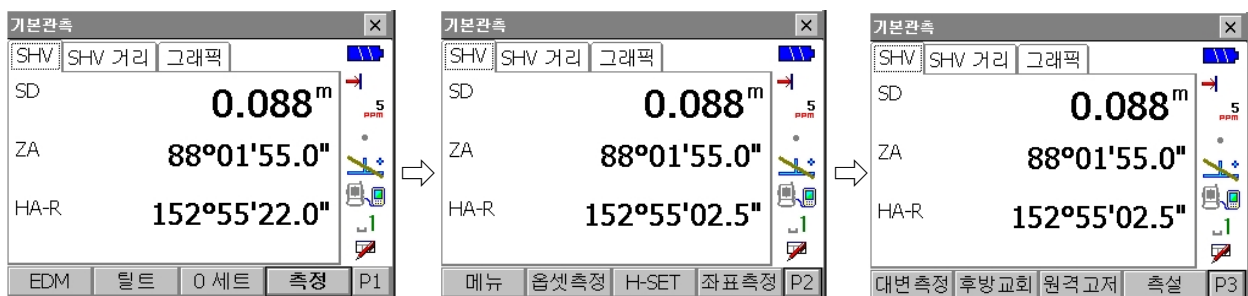 기본관측
SHV SHV 거리 그래픽
SD 0.088 m
ZA 88°01'55.0"
HA-R 152°55'22.0"
5 ppm
1
EDM 틸트 0 세트 측정 P1
기본관측
SHV SHV 거리 그래픽
SD 0.088 m
ZA 88°01'55.0"
HA-R 152°55'02.5"
5 ppm
1
메뉴 옵셋측정 H-SET 좌표측정 P2
기본관측
SHV SHV 거리 그래픽
SD 0.088 m
ZA 88°01'55.0"
HA-R 152°55'02.5"
5 ppm
1
대변측정 후방교회 원격고저 측설 P3